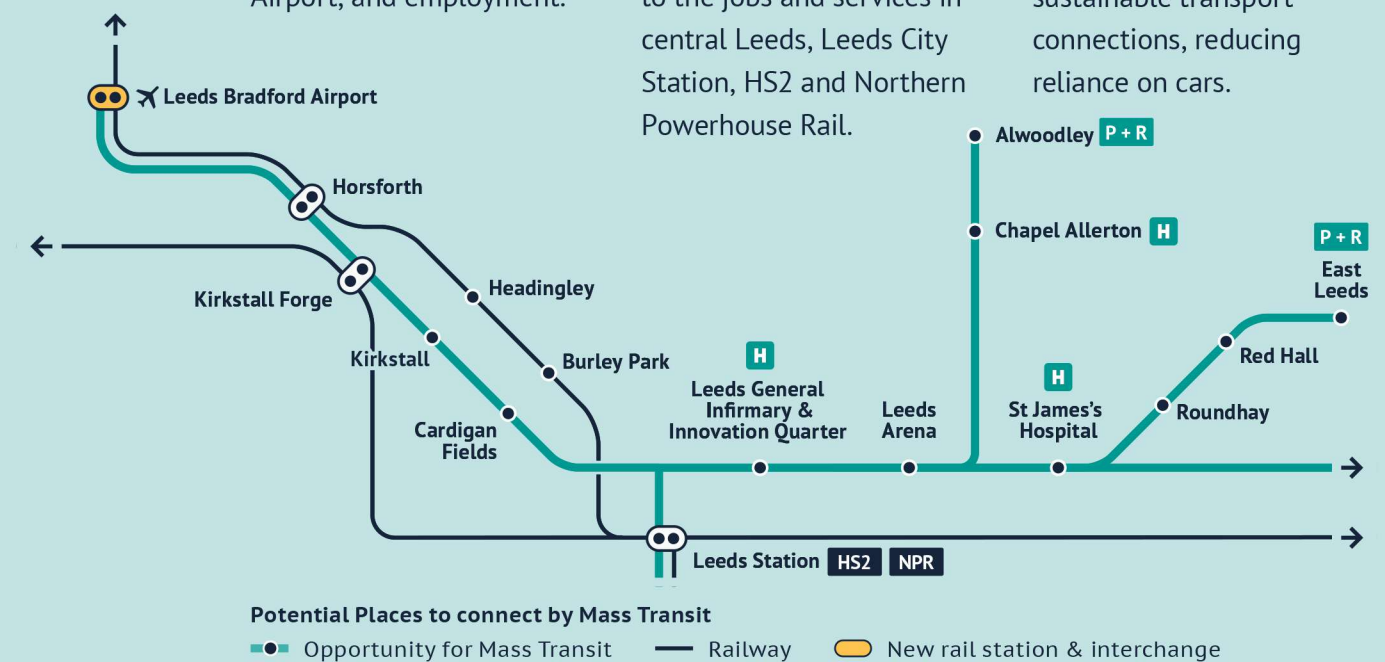 Airport, and employment.
to the jobs and services in
central Leeds, Leeds City
Station, HS2 and Northern
Powerhouse Rail.
sustainable transport
connections, reducing
reliance on cars.
Leeds Bradford Airport
Alwoodley P + R
Horsforth
Chapel Allerton H
P + R
East
Leeds
Kirkstall Forge
Headingley
Kirkstall
Burley Park
Red Hall
H
Leeds General
Infirmary &
Innovation Quarter
Leeds
Arena
H
St James's
Hospital
Roundhay
Cardigan
Fields
Leeds Station HS2 NPR
Potential Places to connect by Mass Transit
Opportunity for Mass Transit
Railway
New rail station & interchange